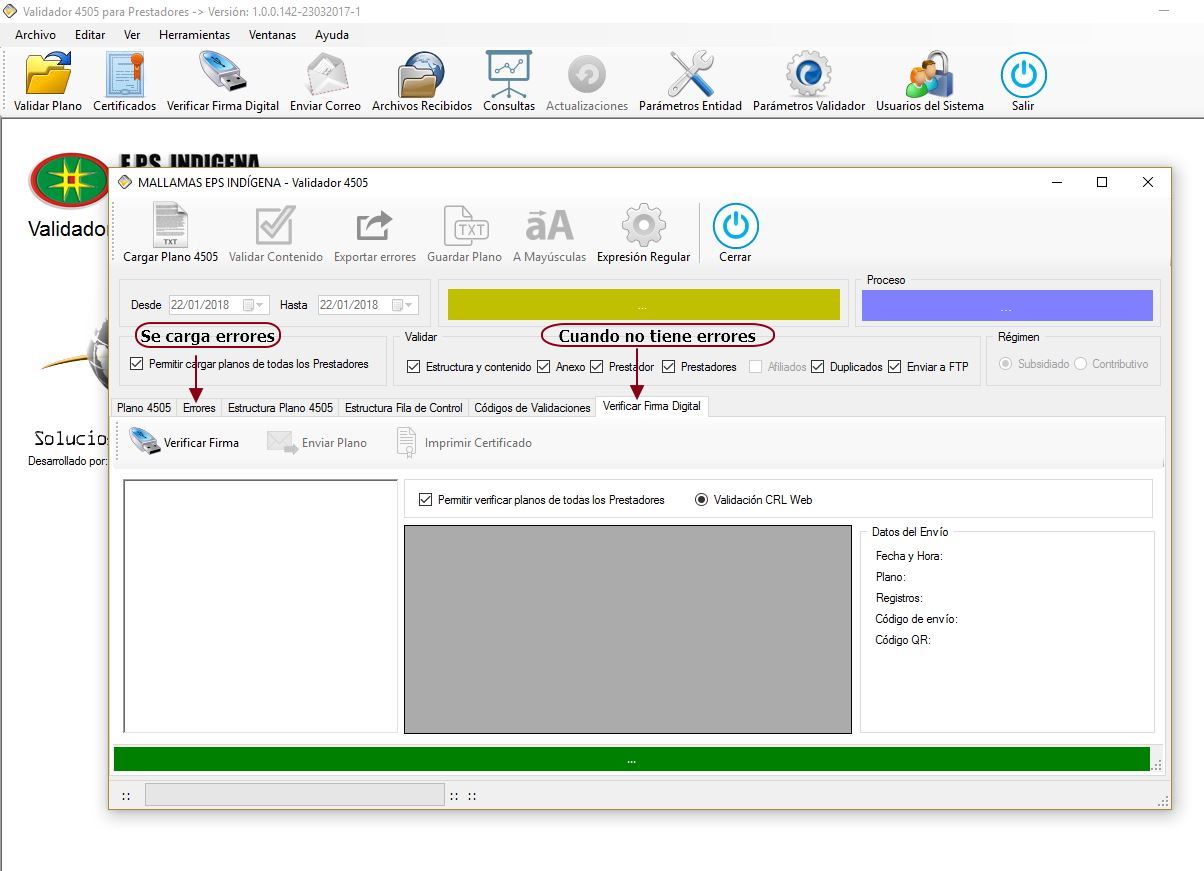 Validador 4505 para Prestadores -> Versión: 1.0.0.142-23032017-1
Archivo Editar Ver Herramientas Ventanas Ayuda
Validar Plano Certificados Verificar Firma Digital Enviar Correo Archivos Recibidos Consultas Actualizaciones Parámetros Entidad Parámetros Validador Usuarios del Sistema Salir
EPS INDIGENA
MALLAMAS EPS INDÍGENA - Validador 4505
Validador
TXT TXT aA
Cargar Plano 4505 Validar Contenido Exportar errores Guardar Plano A Mayúsculas Expresión Regular Cerrar
Proceso
Desde 22/01/2018 Hasta 22/01/2018 ... ...
Se carga errores Validar Cuando no tiene errores Régimen
Permitir cargar planos de todas los Prestadores Estructura y contenido Anexo Prestador Prestadores Afiliados Duplicados Enviar a FTP Subsidiado Contributivo
Plano 4505 Errores Estructura Plano 4505 Estructura Fila de Control Códigos de Validaciones Verificar Firma Digital
Solucio
Verificar Firma Enviar Plano Imprimir Certificado
Desarrollado por:
Permitir verificar planos de todas los Prestadores Validación CRL Web
Datos del Envío
Fecha y Hora:
Plano:
Registros:
Código de envío:
Código QR:
...
:: :: ::